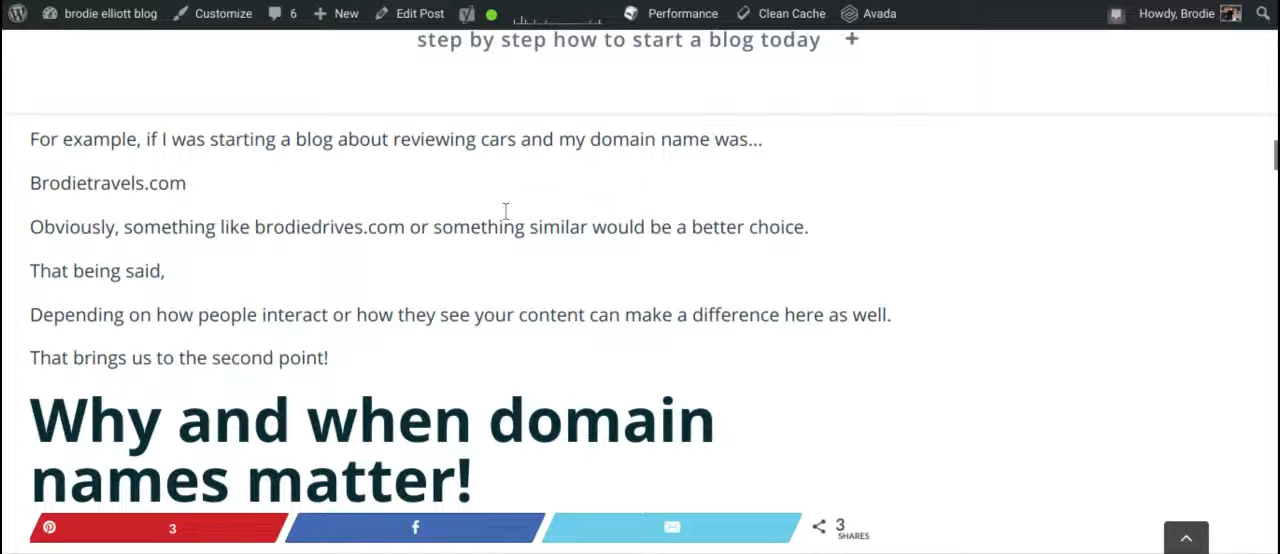 brodie elliott blog Customize 6 New Edit Post Performance Clean Cache Avada Howdy, Brodie
step by step how to start a blog today +
For example, if I was starting a blog about reviewing cars and my domain name was...
Brodietravels.com
Obviously, something like brodiedrives.com or something similar would be a better choice.
That being said,
Depending on how people interact or how they see your content can make a difference here as well.
That brings us to the second point!
Why and when domain
names matter!
3 3
SHARES